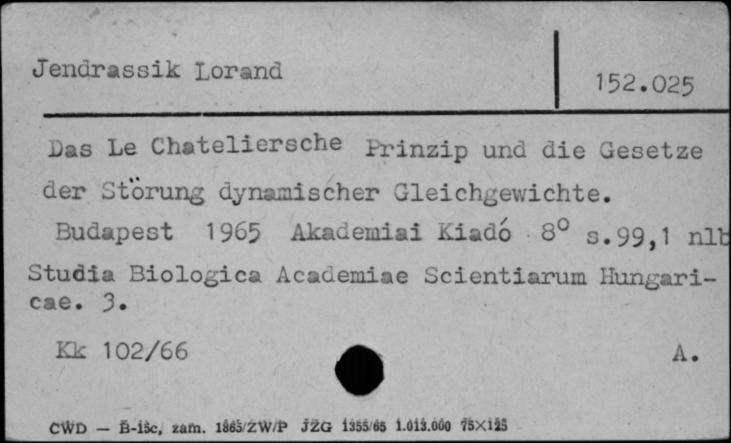 Jendrassik Lorand
152.025
Das Le Chateliersche Prinzip und die Gesetze
der Störung dynamischer Gleichgewichte.
Budapest 1965 Akademiai Kiadó 8° s.99,1 nlb
Studia Biologica Academiae Scientiarum Hungari-
cae. 3.
Kk 102/66 A.
CWD — B-isc, zam. 1865/ZW/P JZG 1355/65 1.013.000 75×125